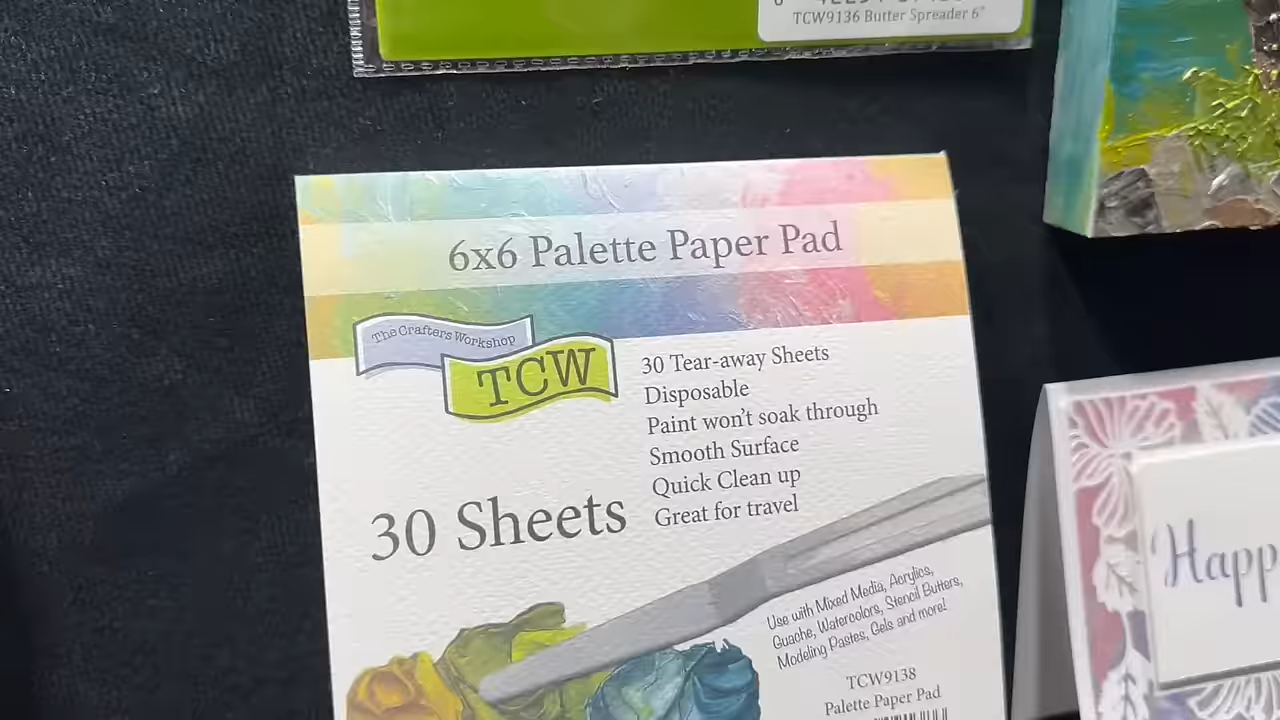 TCW9136 Butter Spreader 6"
6x6 Palette Paper Pad
The Crafters Workshop
TCW
30 Tear-away Sheets
Disposable
Paint won't soak through
Smooth Surface
Quick Clean up
Great for travel
30 Sheets
Use with Mixed Media, Acrylics,
Guache, Watercolors, Stencil Butters,
Modeling Pastes, Gels and more!
TCW9138
Palette Paper Pad
Happ